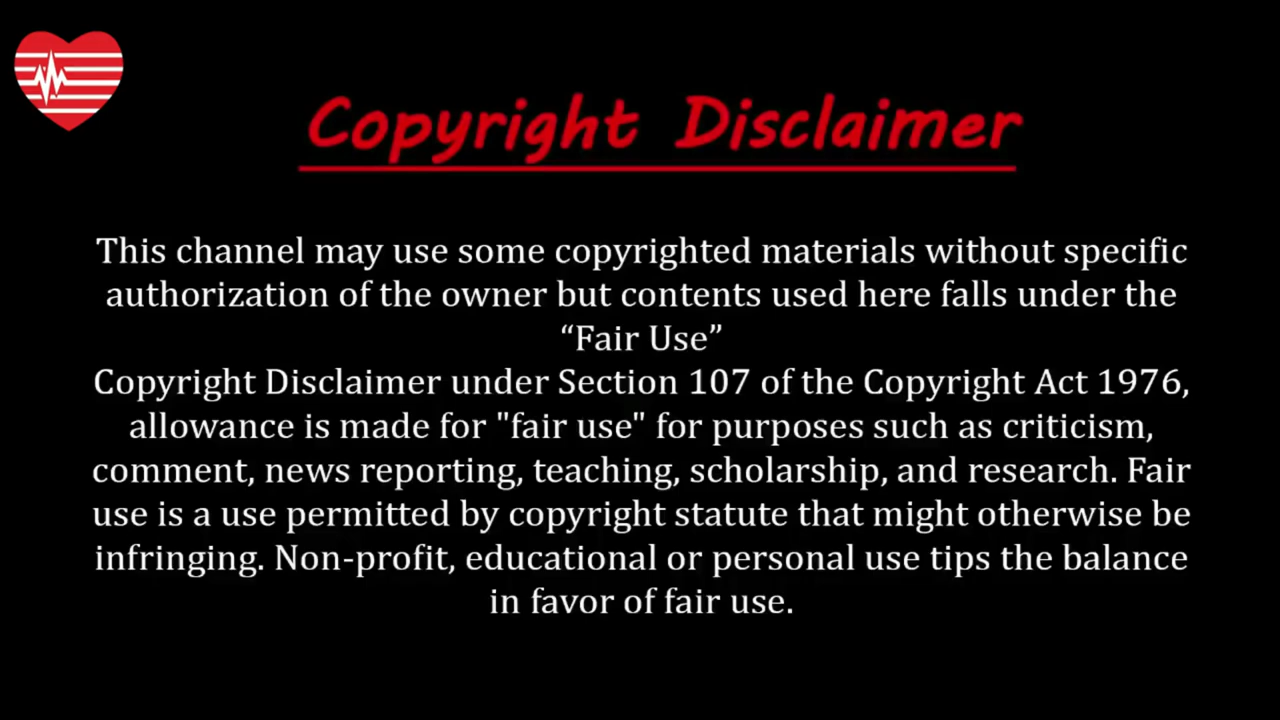 Copyright Disclaimer
This channel may use some copyrighted materials without specific
authorization of the owner but contents used here falls under the
“Fair Use”
Copyright Disclaimer under Section 107 of the Copyright Act 1976,
allowance is made for "fair use" for purposes such as criticism,
comment, news reporting, teaching, scholarship, and research. Fair
use is a use permitted by copyright statute that might otherwise be
infringing. Non-profit, educational or personal use tips the balance
in favor of fair use.